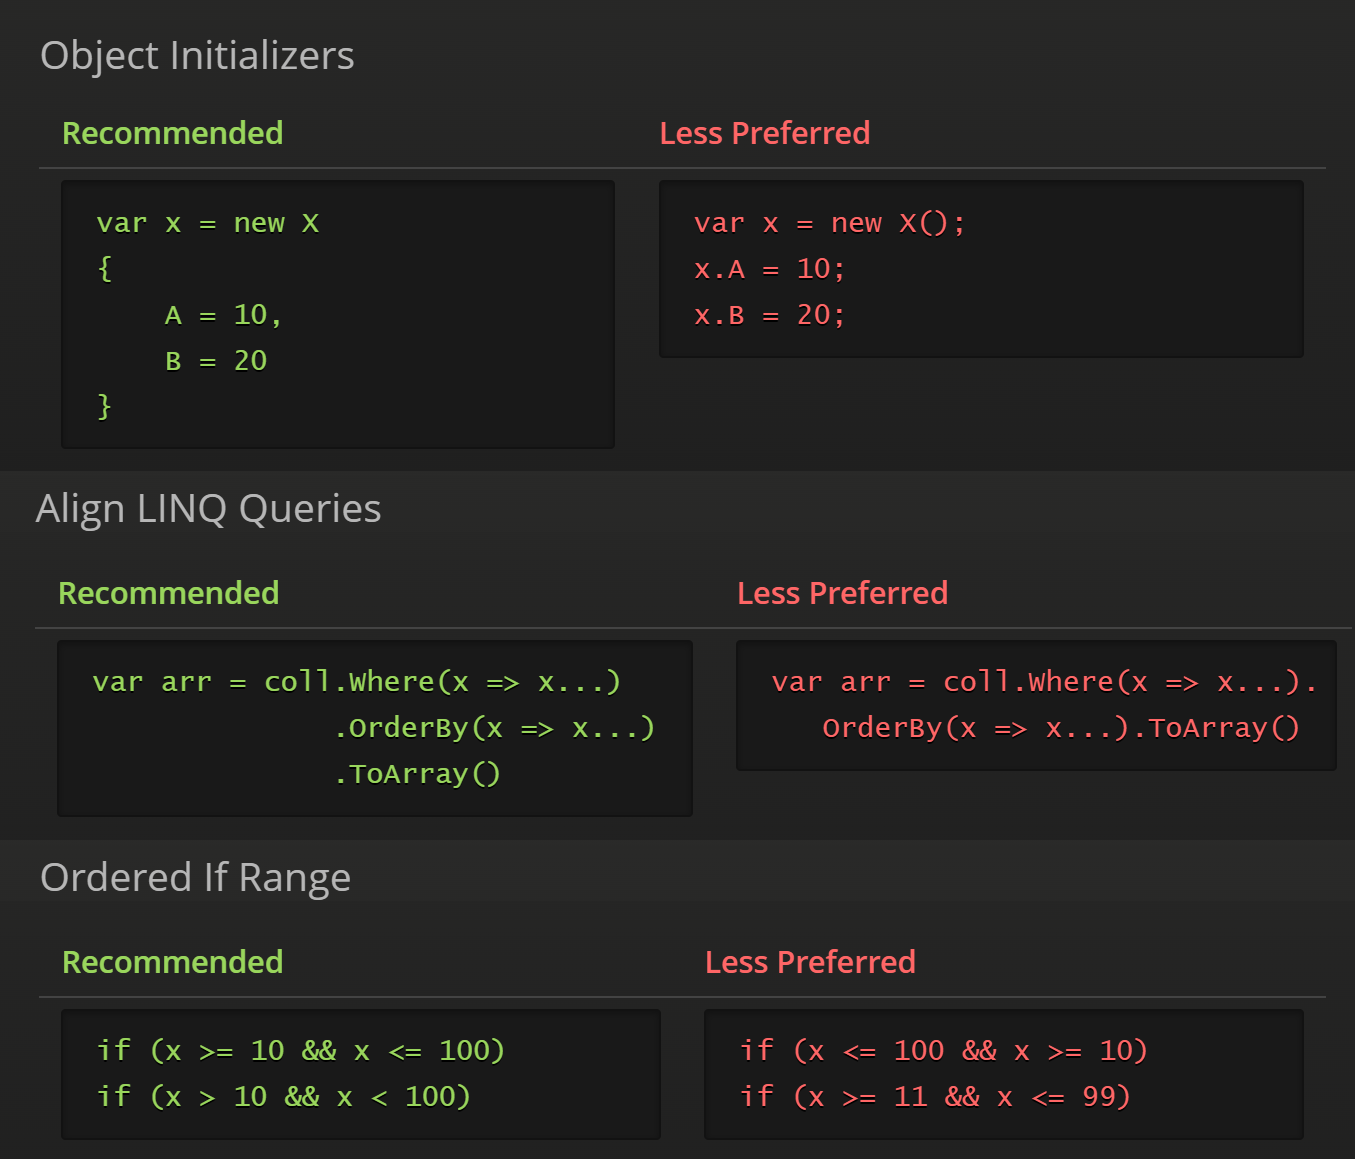 Object Initializers
Recommended
Less Preferred
var x = new X
{
    A = 10,
    B = 20
}
var x = new X();
x.A = 10;
x.B = 20;
Align LINQ Queries
Recommended
Less Preferred
var arr = coll.Where(x => x...)
              .OrderBy(x => x...)
              .ToArray()
var arr = coll.Where(x => x...).
   OrderBy(x => x...).ToArray()
Ordered If Range
Recommended
Less Preferred
if (x >= 10 && x <= 100)
if (x > 10 && x < 100)
if (x <= 100 && x >= 10)
if (x >= 11 && x <= 99)